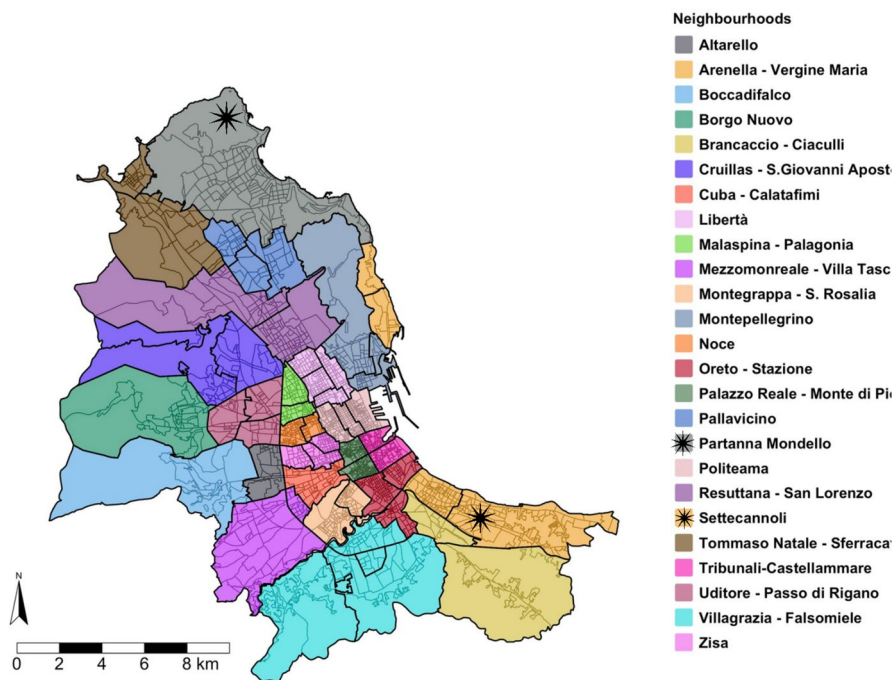 Neighbourhoods
Altarello
Arenella - Vergine Maria
Boccadifalco
Borgo Nuovo
Brancaccio - Ciaculli
Cruillas - S.Giovanni Apost
Cuba - Calatafimi
Libertà
Malaspina - Palagonia
Mezzomonreale - Villa Tasc
Montegrappa - S. Rosalia
Montepellegrino
Noce
Oreto - Stazione
Palazzo Reale - Monte di Pi
Pallavicino
Partanna Mondello
Politeama
Resuttana - San Lorenzo
Settecannoli
Tommaso Natale - Sferraca
Tribunali-Castellammare
Uditore - Passo di Rigano
Villagrazia - Falsomiele
Zisa
N
0 2 4 6 8 km